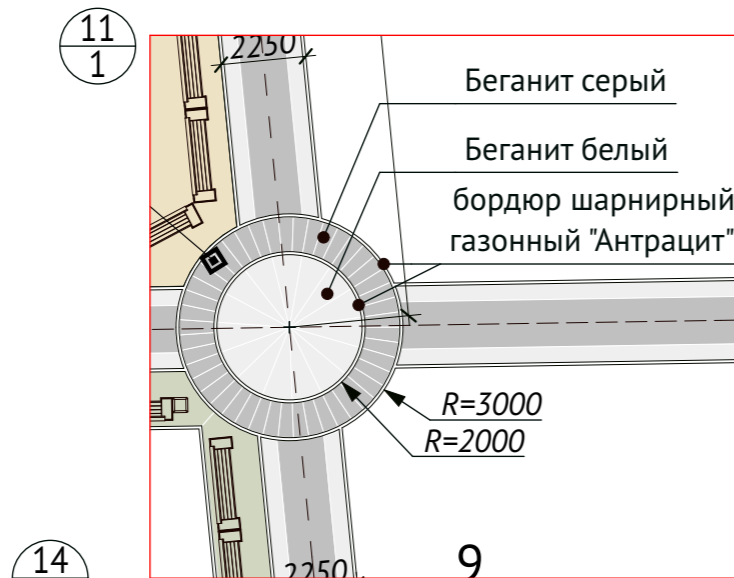 11
1
2250
Беганит серый
Беганит белый
бордюр шарнирный
газонный "Антрацит"
R=3000
R=2000
14
2250
9